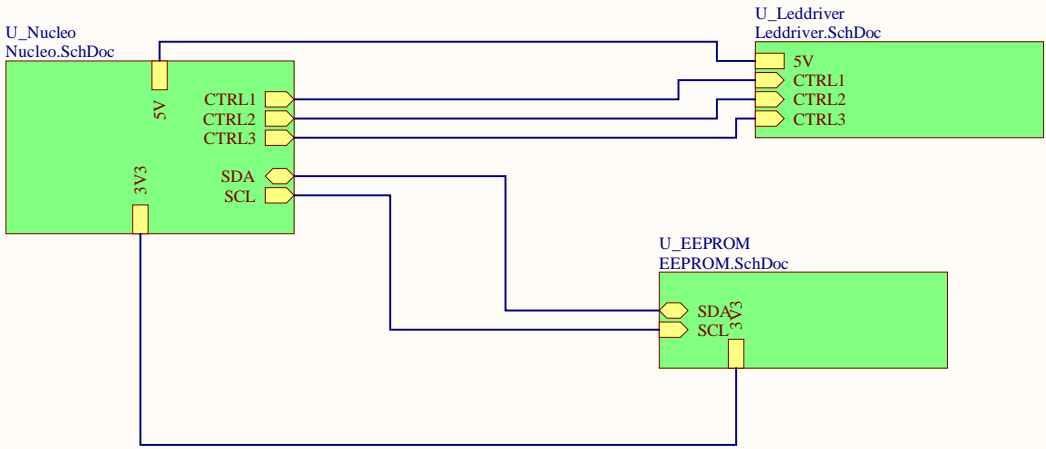 U_Nucleo
Nucleo.SchDoc
5V
CTRL1
CTRL2
CTRL3
3V3
SDA
SCL
U_Leddriver
Leddriver.SchDoc
5V
CTRL1
CTRL2
CTRL3
U_EEPROM
EEPROM.SchDoc
SDA
SCL
3V3